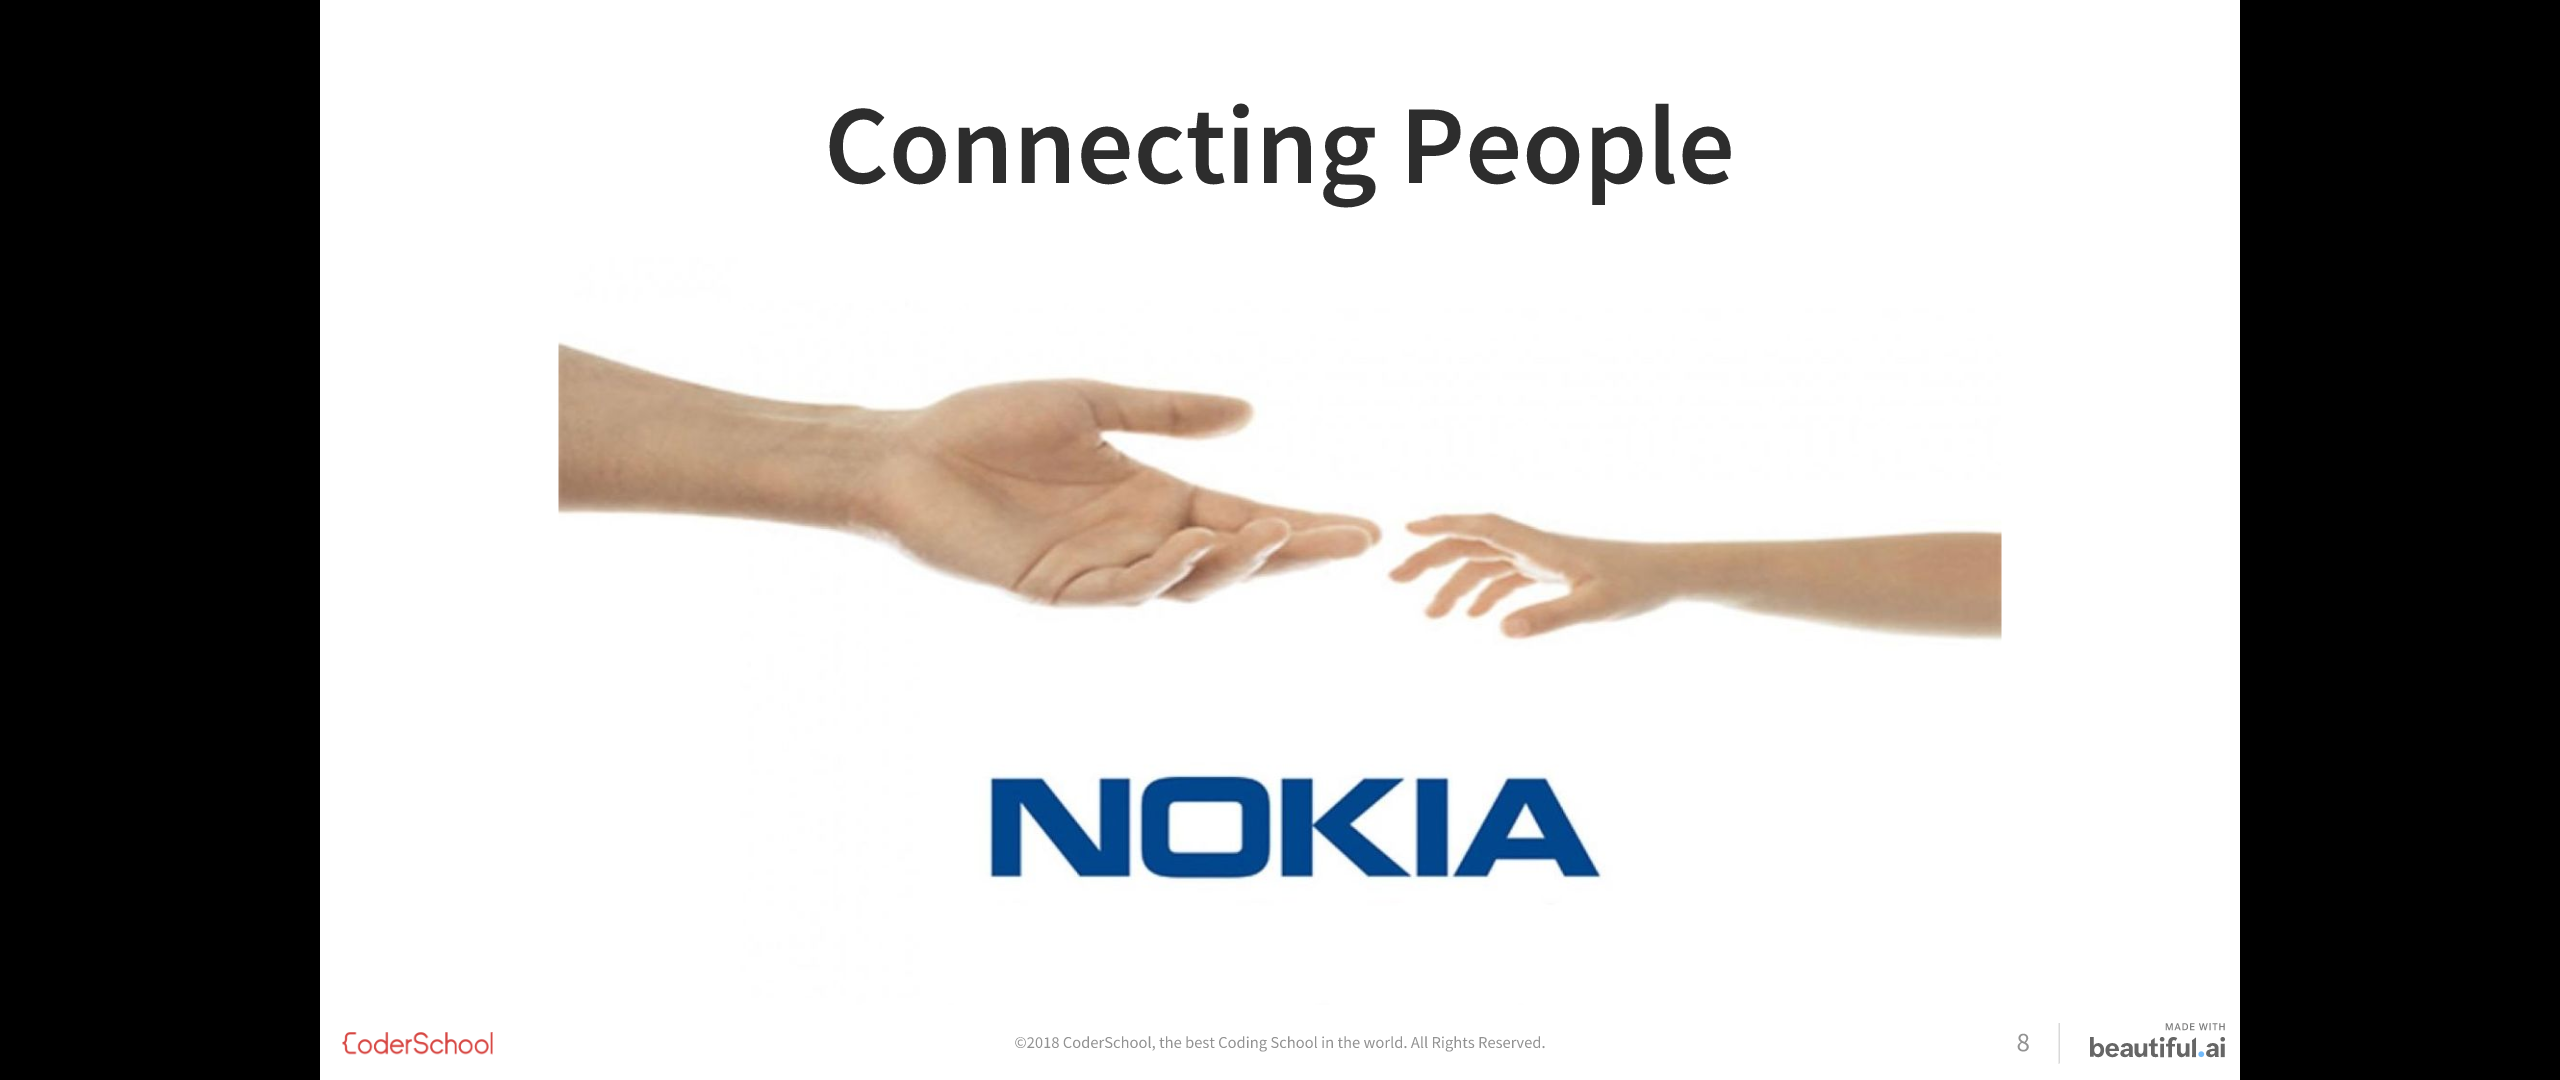 Connecting People
NOKIA
CoderSchool
©2018 CoderSchool, the best Coding School in the world. All Rights Reserved.
8
MADE WITH
beautiful.ai